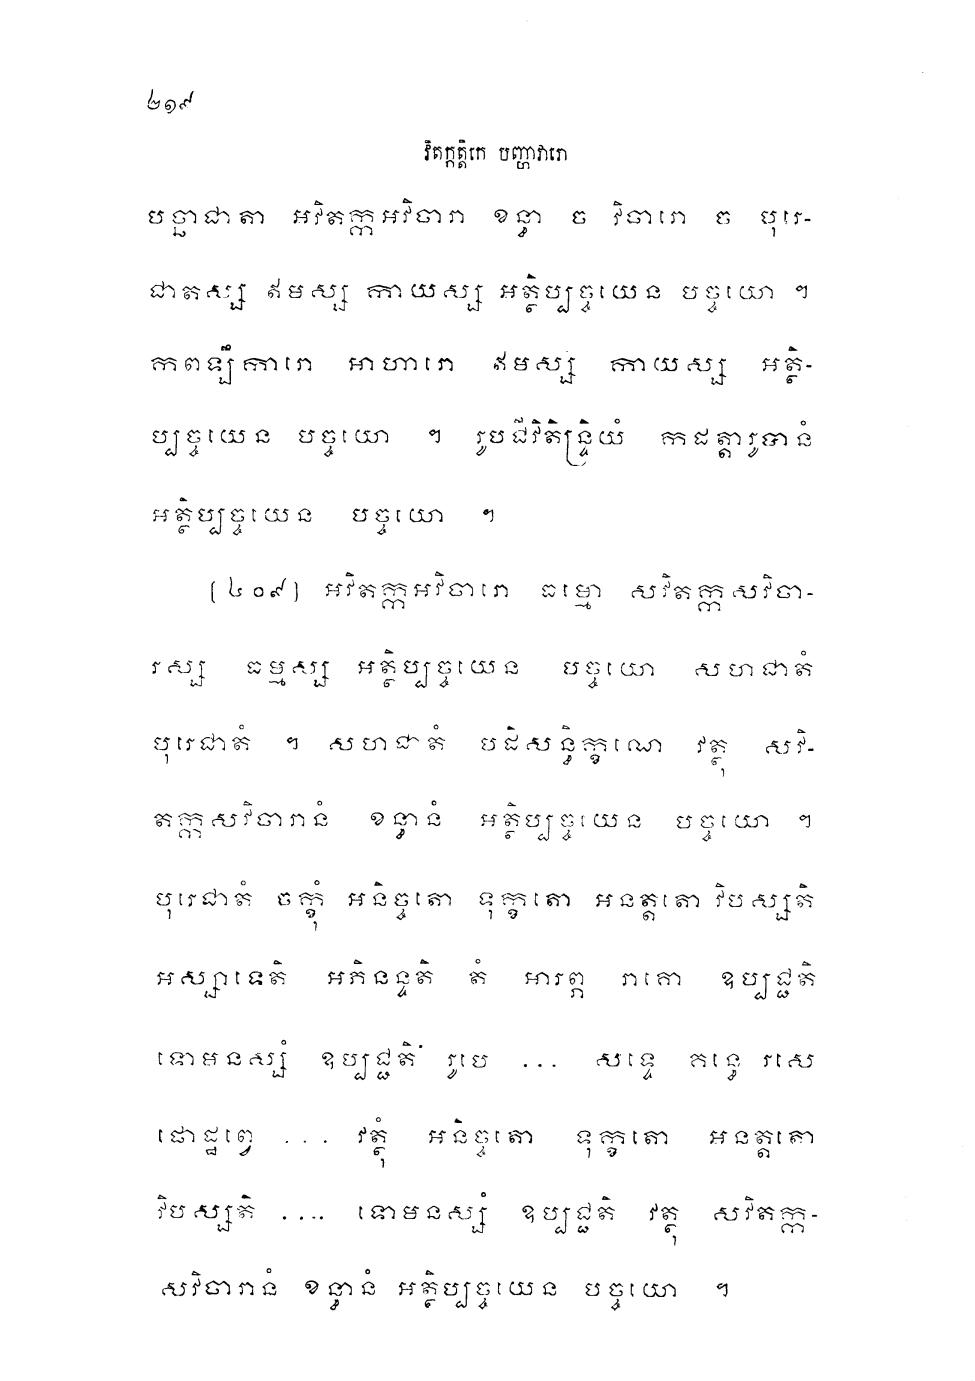 ២១៩
វិតក្កត្តិកេ បញ្ហាវារោ
បច្ឆាជាតា អវិតក្កអវិចារា ខន្ធា ច វិចារោ ច បុរេ-
ជាតស្ស ឥមស្ស កាយស្ស អត្ថិប្បច្ចយេន បច្ចយោ ។
កពឡីការោ អាហារោ ឥមស្ស កាយស្ស អត្ថិ-
ប្បច្ចយេន បច្ចយោ ។ រូបជីវិតិន្ទ្រិយំ កដត្តារូបានំ
អត្ថិប្បច្ចយេន បច្ចយោ ។
[៤០៩] អវិតក្កអវិចារោ ធម្មោ សវិតក្កសវិចា-
រស្ស ធម្មស្ស អត្ថិប្បច្ចយេន បច្ចយោ សហជាតំ
បុរេជាតំ ។ សហជាតំ បដិសន្ធិក្ខណេ វត្ថុ សវិ-
តក្កសវិចារានំ ខន្ធានំ អត្ថិប្បច្ចយេន បច្ចយោ ។
បុរេជាតំ ចក្ខុំ អនិច្ចតោ ទុក្ខតោ អនត្តតោ វិបស្សតិ
អស្សាទេតិ អភិនន្ទតិ តំ អារព្ភ រាគោ ឧប្បជ្ជតិ
ទោមនស្សំ ឧប្បជ្ជតិ រូបេ ... សទ្ទេ គន្ធេ រសេ
ផោដ្ឋព្វេ ... វត្ថុំ អនិច្ចតោ ទុក្ខតោ អនត្តតោ
វិបស្សតិ .... ទោមនស្សំ ឧប្បជ្ជតិ វត្ថុ សវិតក្ក-
សវិចារានំ ខន្ធានំ អត្ថិប្បច្ចយេន បច្ចយោ ។